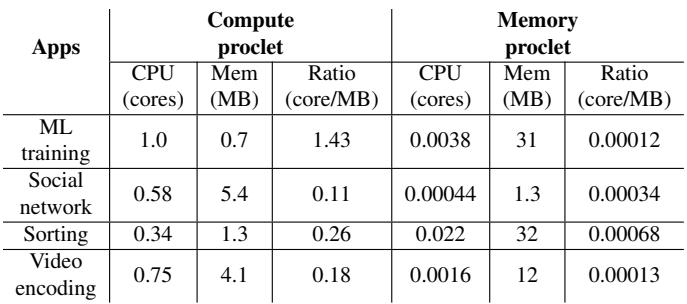 Apps Compute proclet Memory proclet
CPU (cores) Mem (MB) Ratio (core/MB) CPU (cores) Mem (MB) Ratio (core/MB)
ML training 1.0 0.7 1.43 0.0038 31 0.00012
Social network 0.58 5.4 0.11 0.00044 1.3 0.00034
Sorting 0.34 1.3 0.26 0.022 32 0.00068
Video encoding 0.75 4.1 0.18 0.0016 12 0.00013